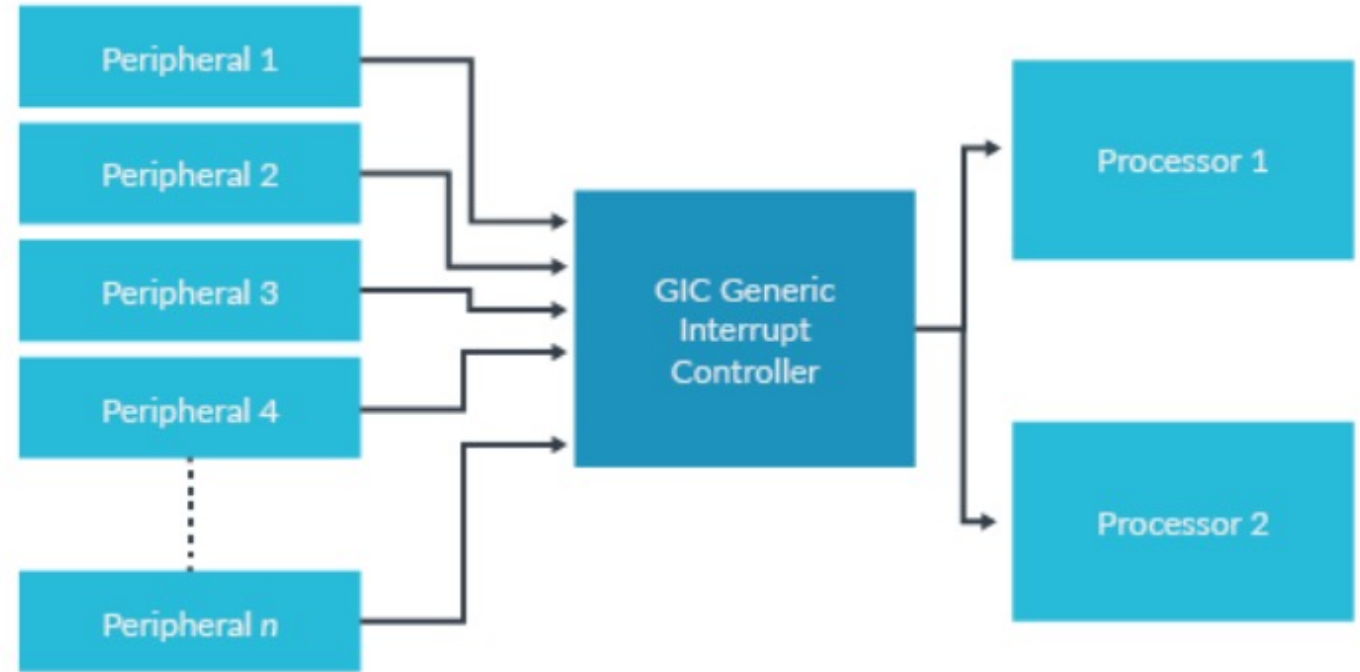 Peripheral 1
Peripheral 2
Peripheral 3
Peripheral 4
Peripheral n
GIC Generic
Interrupt
Controller
Processor 1
Processor 2